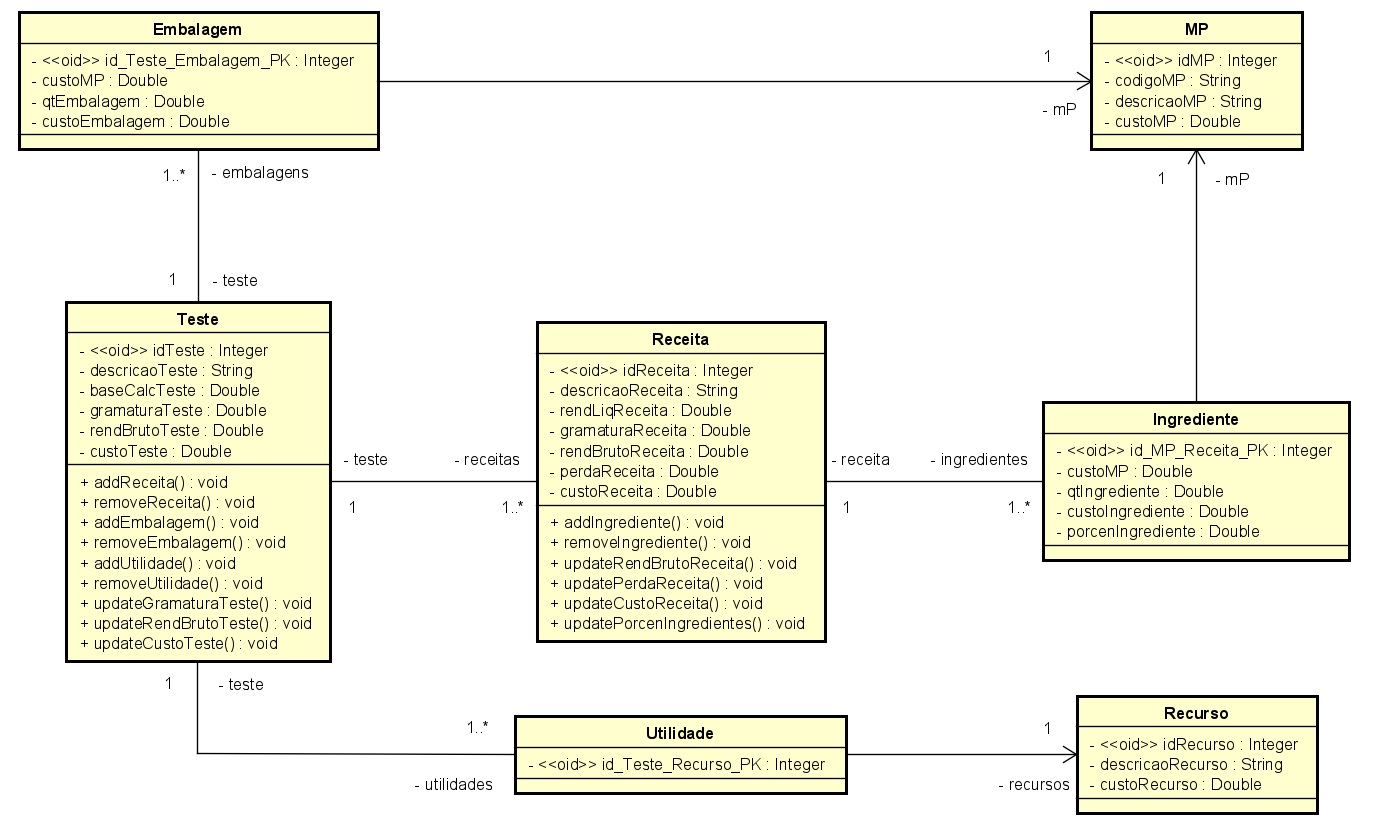 Embalagem
- <<oid>> id_Teste_Embalagem_PK : Integer
- custoMP : Double
- qtEmbalagem : Double
- custoEmbalagem : Double
MP
- <<oid>> idMP : Integer
- codigoMP : String
- descricaoMP : String
- custoMP : Double
1
- mP
1..*
- embalagens
1
- mP
1
- teste
Teste
- <<oid>> idTeste : Integer
- descricaoTeste : String
- baseCalcTeste : Double
- gramaturaTeste : Double
- rendBrutoTeste : Double
- custoTeste : Double
+ addReceita() : void
+ removeReceita() : void
+ addEmbalagem() : void
+ removeEmbalagem() : void
+ addUtilidade() : void
+ removeUtilidade() : void
+ updateGramaturaTeste() : void
+ updateRendBrutoTeste() : void
+ updateCustoTeste() : void
- teste
- receitas
1
1..*
Receita
- <<oid>> idReceita : Integer
- descricaoReceita : String
- rendLiqReceita : Double
- gramaturaReceita : Double
- rendBrutoReceita : Double
- perdaReceita : Double
- custoReceita : Double
+ addIngrediente() : void
+ removeIngrediente() : void
+ updateRendBrutoReceita() : void
+ updatePerdaReceita() : void
+ updateCustoReceita() : void
+ updatePorcenIngredientes() : void
- receita
- ingredientes
1
1..*
Ingrediente
- <<oid>> id_MP_Receita_PK : Integer
- custoMP : Double
- qtIngrediente : Double
- custoIngrediente : Double
- porcenIngrediente : Double
1
- teste
1..*
- utilidades
Utilidade
- <<oid>> id_Teste_Recurso_PK : Integer
1
- recursos
Recurso
- <<oid>> idRecurso : Integer
- descricaoRecurso : String
- custoRecurso : Double